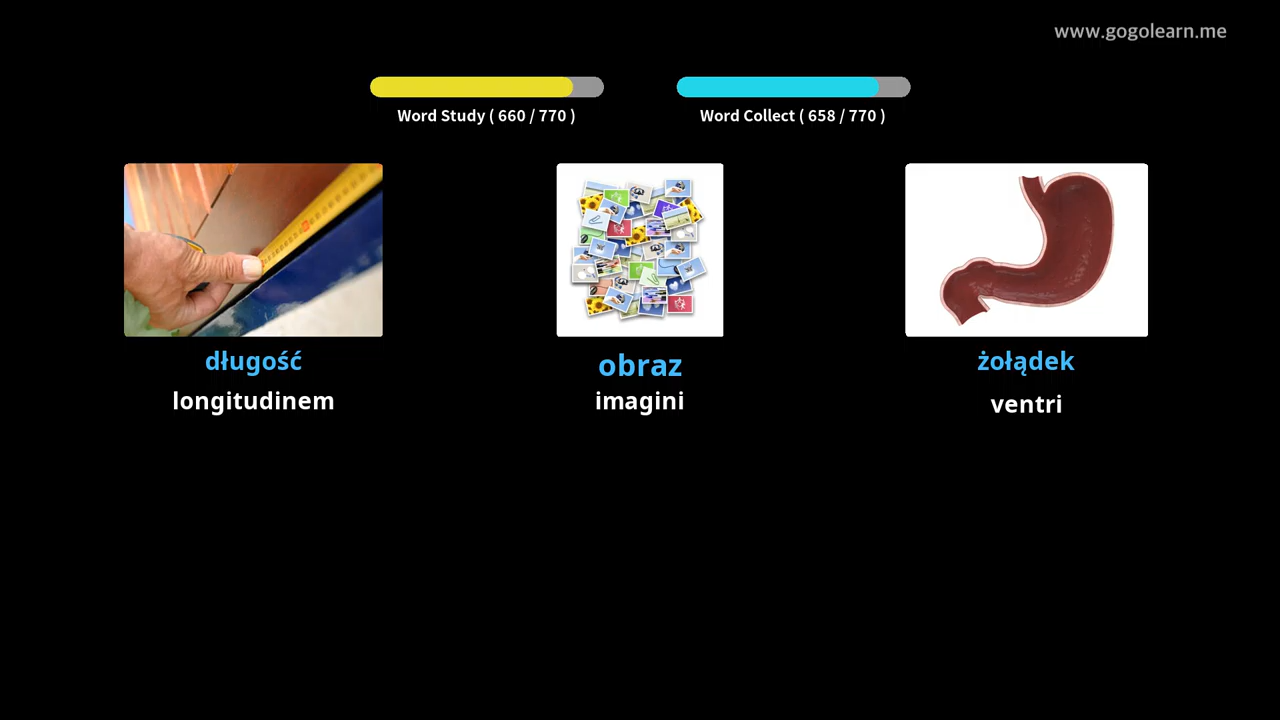 www.gogolearn.me
Word Study ( 660 / 770 )
Word Collect ( 658 / 770 )
długość
obraz
żołądek
longitudinem
imagini
ventri